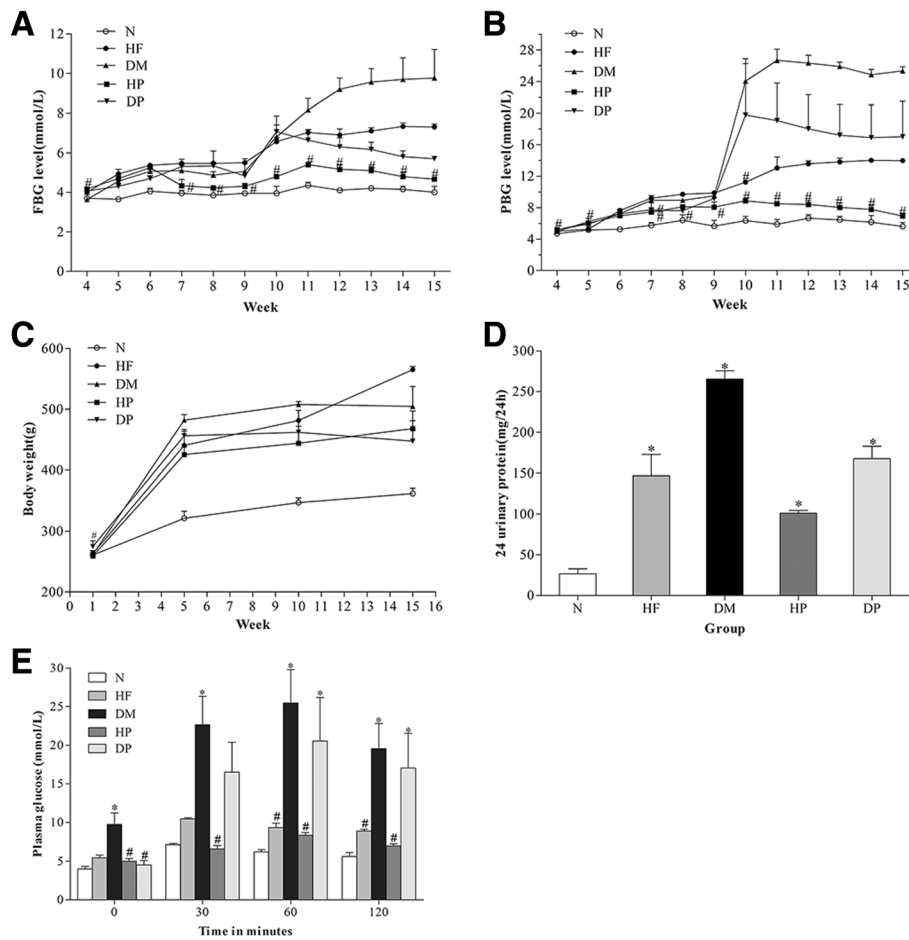 A
FBG level(mmol/L)
12
10
8
6
4
2
0
N
HF
DM
HP
DP
# # # # # # # # # #
4 5 6 7 8 9 10 11 12 13 14 15
Week
B
PBG level(mmol/L)
28
24
20
16
12
8
4
0
N
HF
DM
HP
DP
# # # # # # # # # # #
4 5 6 7 8 9 10 11 12 13 14 15
Week
C
Body weight(g)
600
500
400
300
200
N
HF
DM
HP
DP
#
0 1 2 3 4 5 10 11 12 13 14 15 16
Week
D
24 urinary protein(mg/24h)
300
250
200
150
100
50
0
* * * *
N HF DM HP DP
Group
E
Plasma glucose (mmol/L)
30
25
20
15
10
5
0
N
HF
DM
HP
DP
* # # * # * # # * * # # *
0 30 60 120
Time in minutes